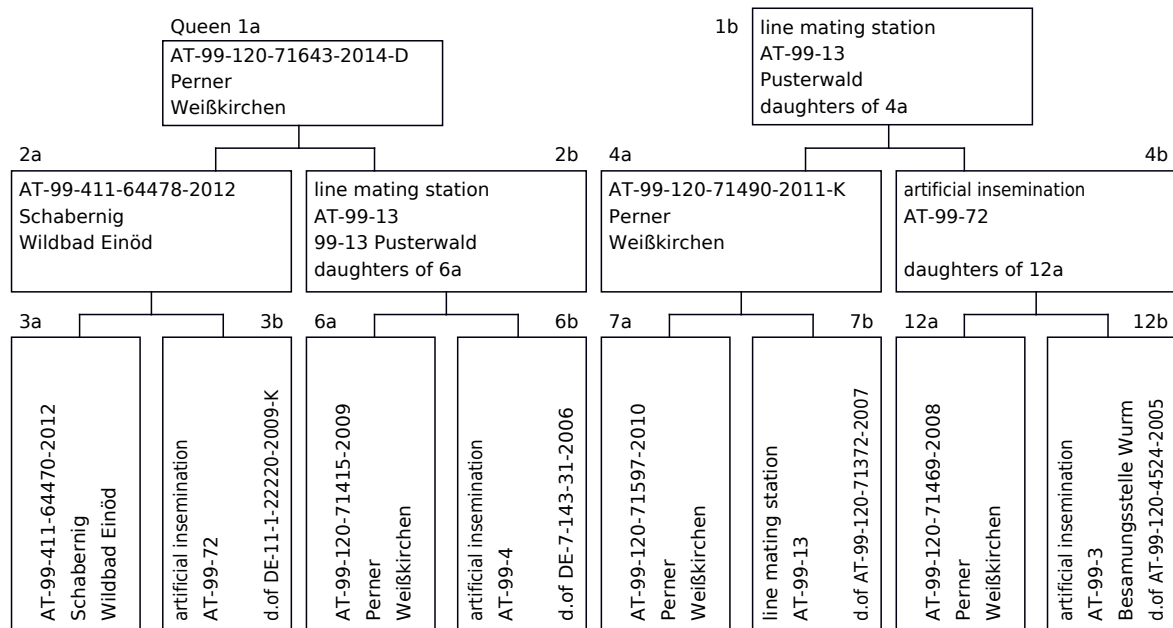 Queen 1a
AT-99-120-71643-2014-D
Perner
Weißkirchen
1b
line mating station
AT-99-13
Pusterwald
daughters of 4a
2a
AT-99-411-64478-2012
Schabernig
Wildbad Einöd
2b
line mating station
AT-99-13
99-13 Pusterwald
daughters of 6a
4a
AT-99-120-71490-2011-K
Perner
Weißkirchen
4b
artificial insemination
AT-99-72
daughters of 12a
3a
AT-99-411-64470-2012
Schabernig
Wildbad Einöd
3b
artificial insemination
AT-99-72
d.of DE-11-1-22220-2009-K
6a
AT-99-120-71415-2009
Perner
Weißkirchen
6b
artificial insemination
AT-99-4
d.of DE-7-143-31-2006
7a
AT-99-120-71597-2010
Perner
Weißkirchen
7b
line mating station
AT-99-13
d.of AT-99-120-71372-2007
12a
AT-99-120-71469-2008
Perner
Weißkirchen
12b
artificial insemination
AT-99-3
Besamungsstelle Wurm
d.of AT-99-120-4524-2005